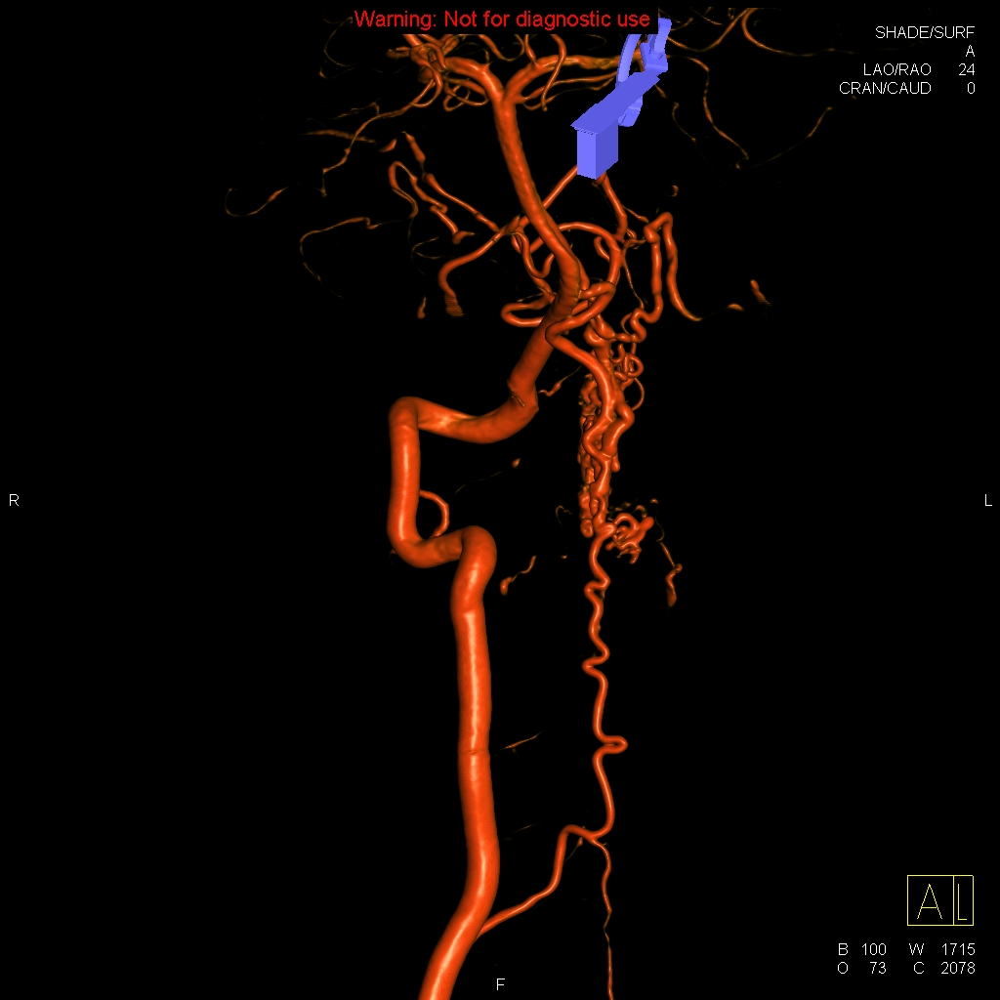 Warning: Not for diagnostic use
SHADE/SURF
A
LAO/RAO 24
CRAN/CAUD 0
R
L
A L
B 100 W 1715
O 73 C 2078
F